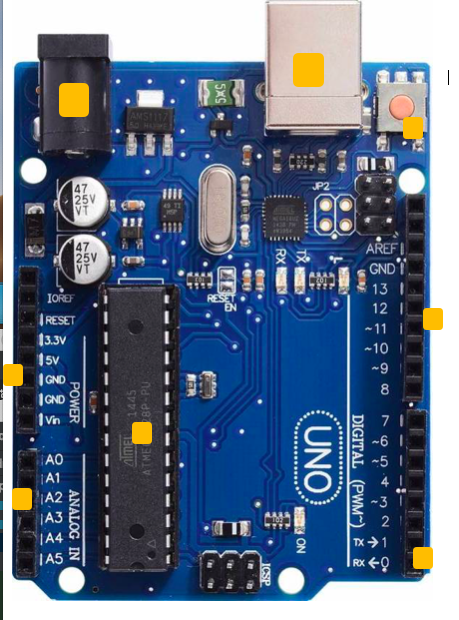 AMS1117
47
25V
VT
47
25V
VT
JP2
AREF
GND
RX
TX
L
IOREF
RESET
3.3V
5V
GND
GND
Vin
POWER
RESET
EN
13
12
~11
~10
~9
8
7
~6
~5
4
~3
2
TX→1
RX←0
DIGITAL (PWM~)
UNO
ATMEL
1445
ON
ICSP
A0
A1
A2
A3
A4
A5
ANALOG IN